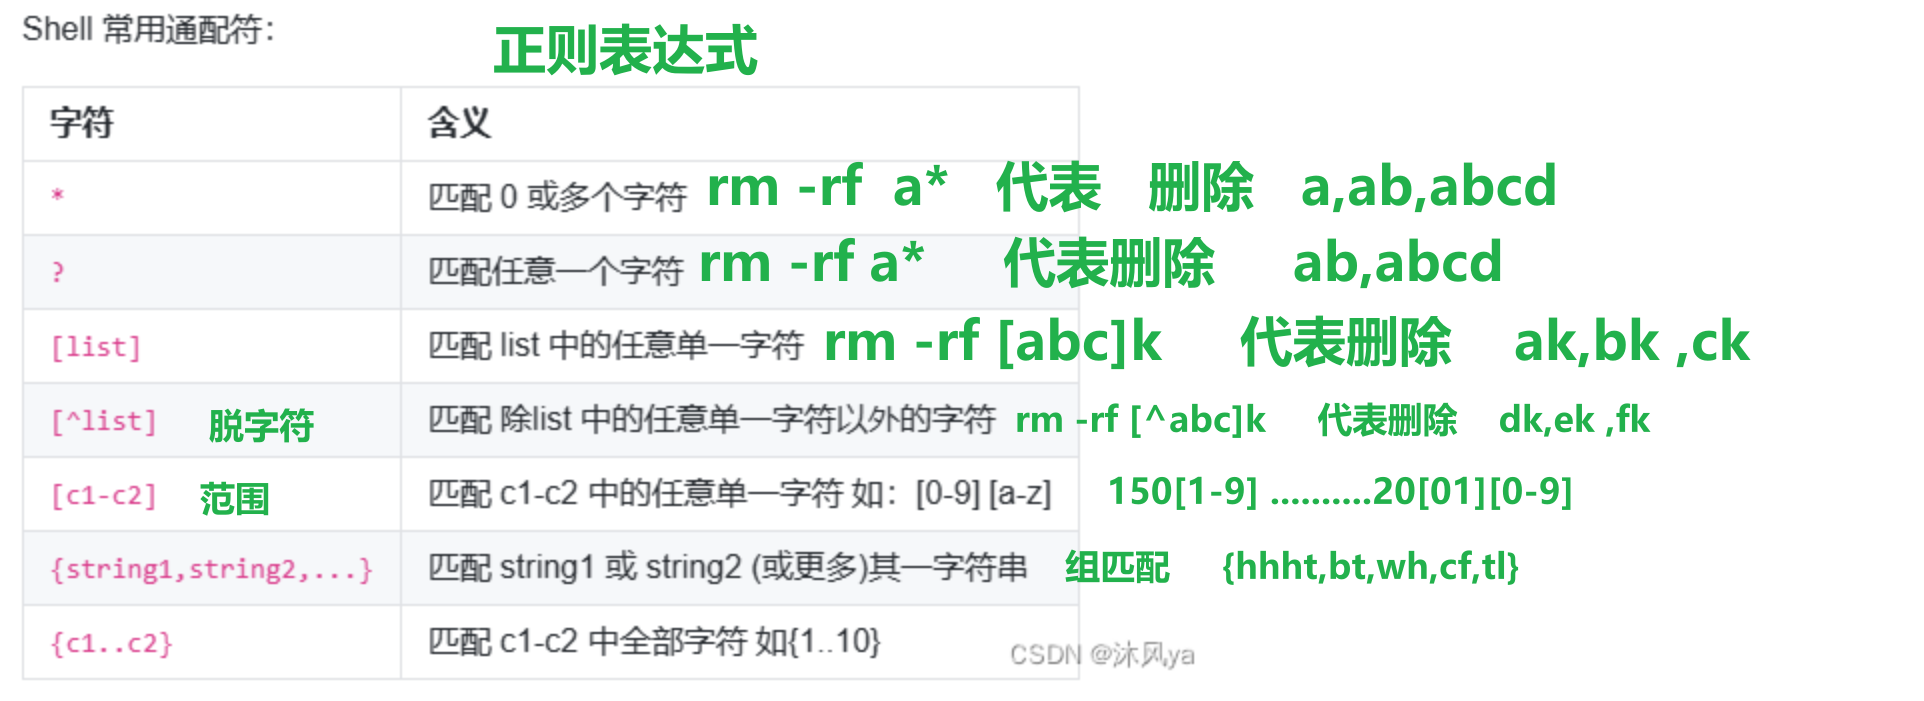 Shell 常用通配符：
正则表达式
字符 含义
* 匹配 0 或多个字符 rm -rf a* 代表 删除 a,ab,abcd
? 匹配任意一个字符 rm -rf a* 代表删除 ab,abcd
[list] 匹配 list 中的任意单一字符 rm -rf [abc]k 代表删除 ak,bk ,ck
[^list] 脱字符 匹配 除list 中的任意单一字符以外的字符 rm -rf [^abc]k 代表删除 dk,ek ,fk
[c1-c2] 范围 匹配 c1-c2 中的任意单一字符 如：[0-9] [a-z] 150[1-9] ..........20[01][0-9]
{string1,string2,...} 匹配 string1 或 string2 (或更多)其一字符串 组匹配 {hhht,bt,wh,cf,tl}
{c1..c2} 匹配 c1-c2 中全部字符 如{1..10}
CSDN @沐风ya